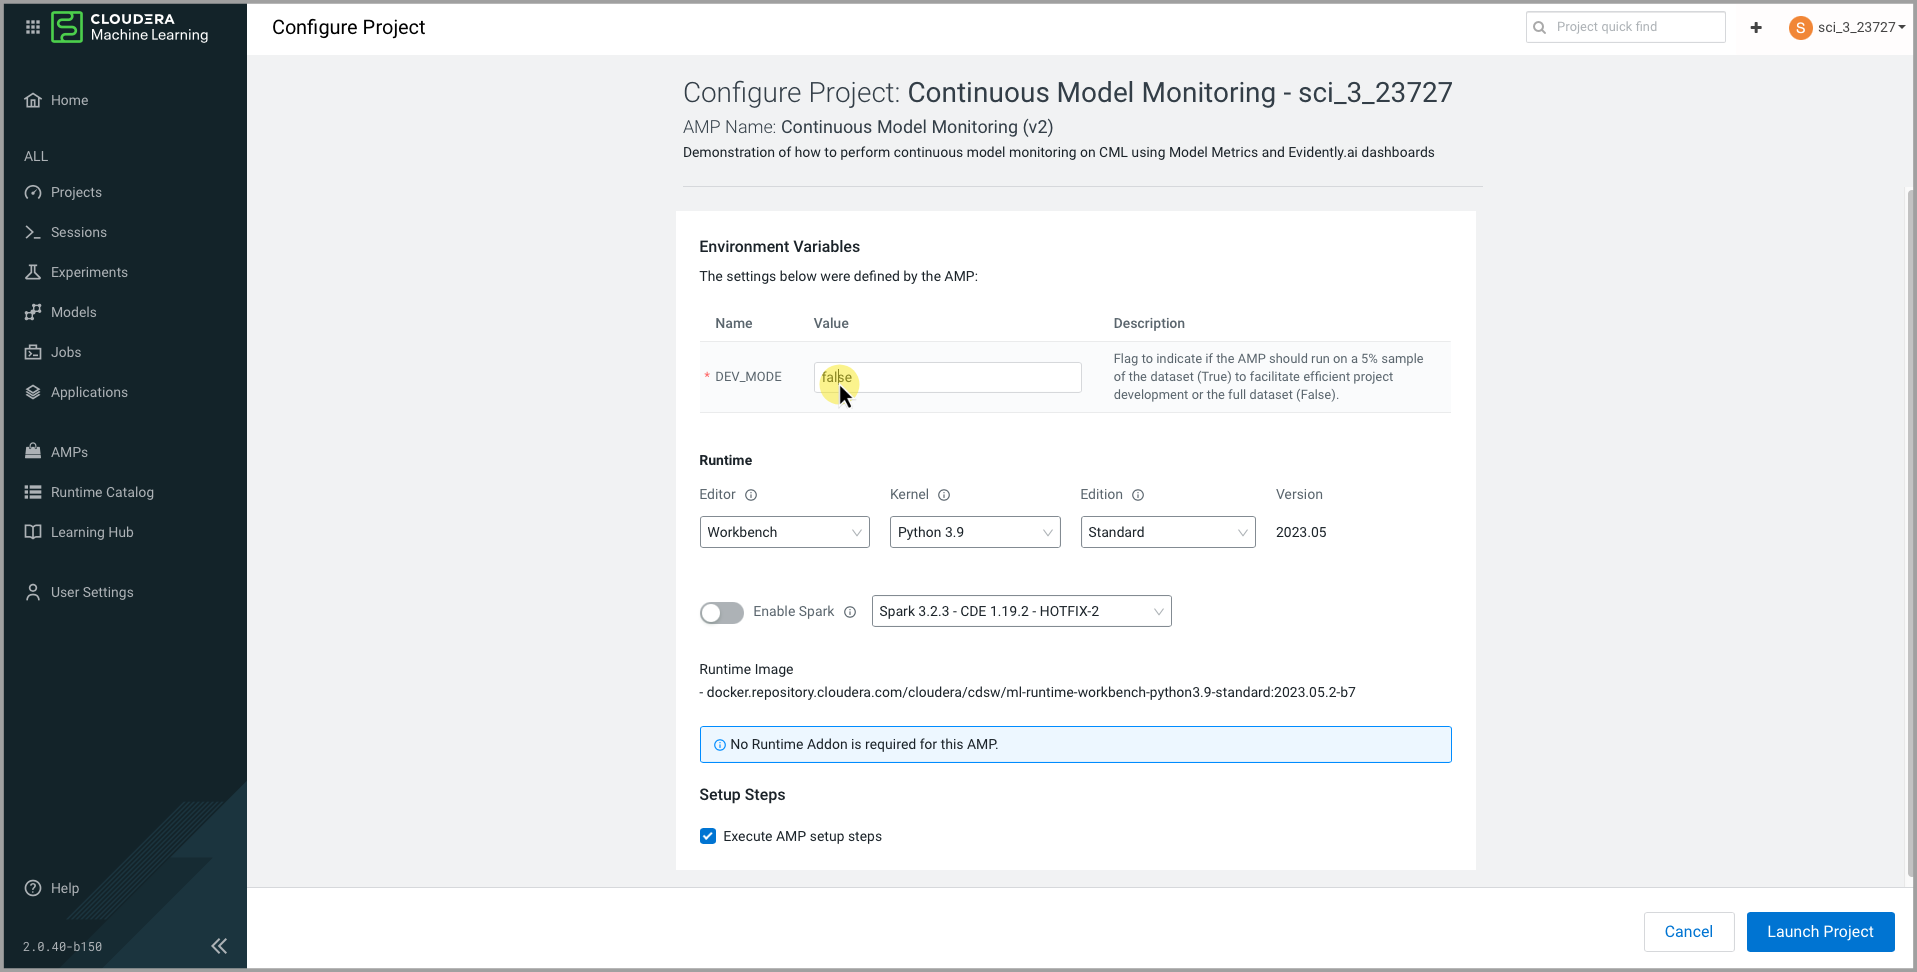 CLOUDERA
Machine Learning
Configure Project
Project quick find
S
sci_3_23727
Home
ALL
Projects
Sessions
Experiments
Models
Jobs
Applications
AMPs
Runtime Catalog
Learning Hub
User Settings
Help
2.0.40-b150
Configure Project: Continuous Model Monitoring - sci_3_23727
AMP Name: Continuous Model Monitoring (v2)
Demonstration of how to perform continuous model monitoring on CML using Model Metrics and Evidently.ai dashboards
Environment Variables
The settings below were defined by the AMP:
Name Value Description
* DEV_MODE
false
Flag to indicate if the AMP should run on a 5% sample
of the dataset (True) to facilitate efficient project
development or the full dataset (False).
Runtime
Editor Kernel Edition Version
Workbench Python 3.9 Standard 2023.05
Enable Spark Spark 3.2.3 - CDE 1.19.2 - HOTFIX-2
Runtime Image
- docker.repository.cloudera.com/cloudera/cdsw/ml-runtime-workbench-python3.9-standard:2023.05.2-b7
No Runtime Addon is required for this AMP.
Setup Steps
Execute AMP setup steps
Cancel
Launch Project